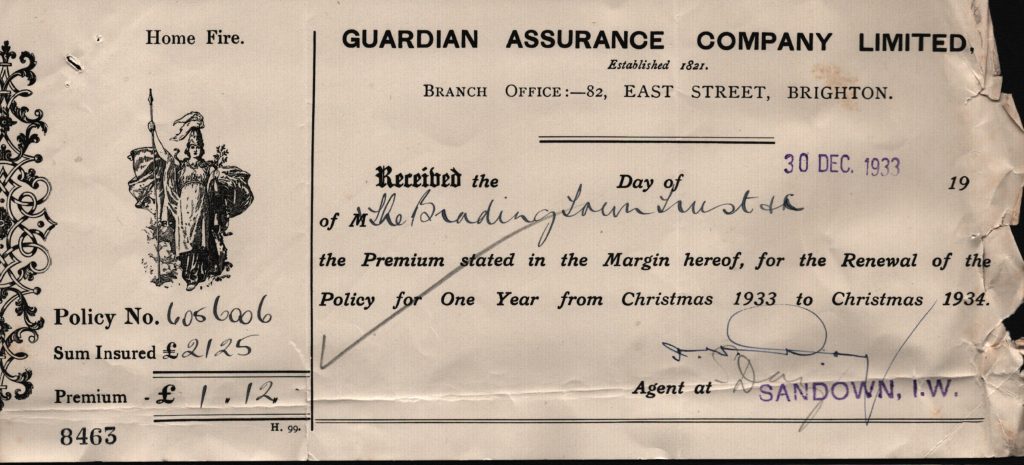 Home Fire.
Policy No. 6056006
Sum Insured £2125
Premium - £ 1.12.
8463
H. 99.
GUARDIAN ASSURANCE COMPANY LIMITED,
Established 1821.
BRANCH OFFICE:—82, EAST STREET, BRIGHTON.
30 DEC. 1933
Received the Day of 19
of M The Brading Town Trust &c
the Premium stated in the Margin hereof, for the Renewal of the
Policy for One Year from Christmas 1933 to Christmas 1934.
Agent at SANDOWN, I.W.